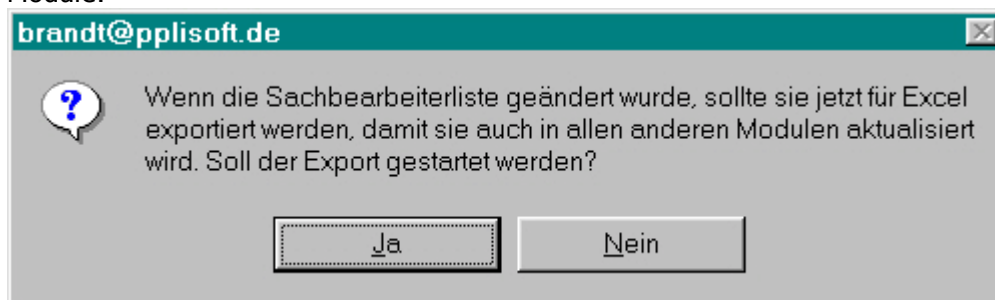 Module.
brandt@pplisoft.de
Wenn die Sachbearbeiterliste geändert wurde, sollte sie jetzt für Excel
exportiert werden, damit sie auch in allen anderen Modulen aktualisiert
wird. Soll der Export gestartet werden?
Ja
Nein